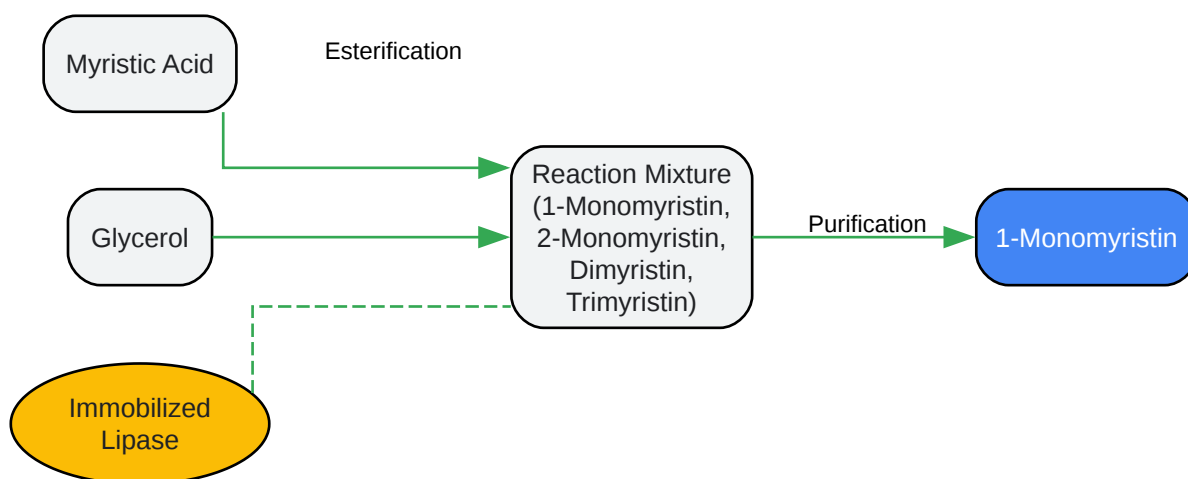 Myristic Acid
Esterification
Glycerol
Immobilized
Lipase
Reaction Mixture
(1-Monomyristin,
2-Monomyristin,
Dimyristin,
Trimyristin)
Purification
1-Monomyristin